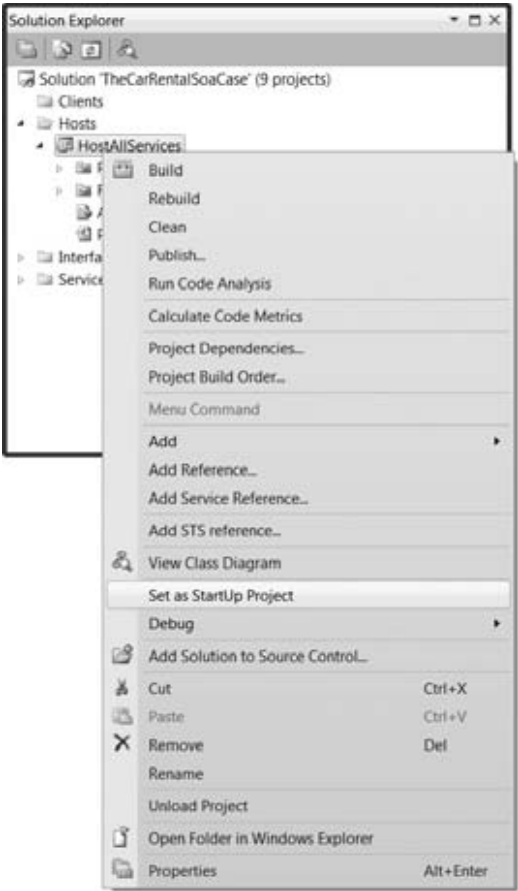 Solution Explorer
Solution 'TheCarRentalSoaCase' (9 projects)
Clients
Hosts
HostAllServices
Build
Rebuild
Clean
Publish...
Run Code Analysis
Calculate Code Metrics
Project Dependencies...
Project Build Order...
Menu Command
Add
Add Reference...
Add Service Reference...
Add STS reference...
View Class Diagram
Set as StartUp Project
Debug
Add Solution to Source Control...
Cut Ctrl+X
Paste Ctrl+V
Remove Del
Rename
Unload Project
Open Folder in Windows Explorer
Properties Alt+Enter